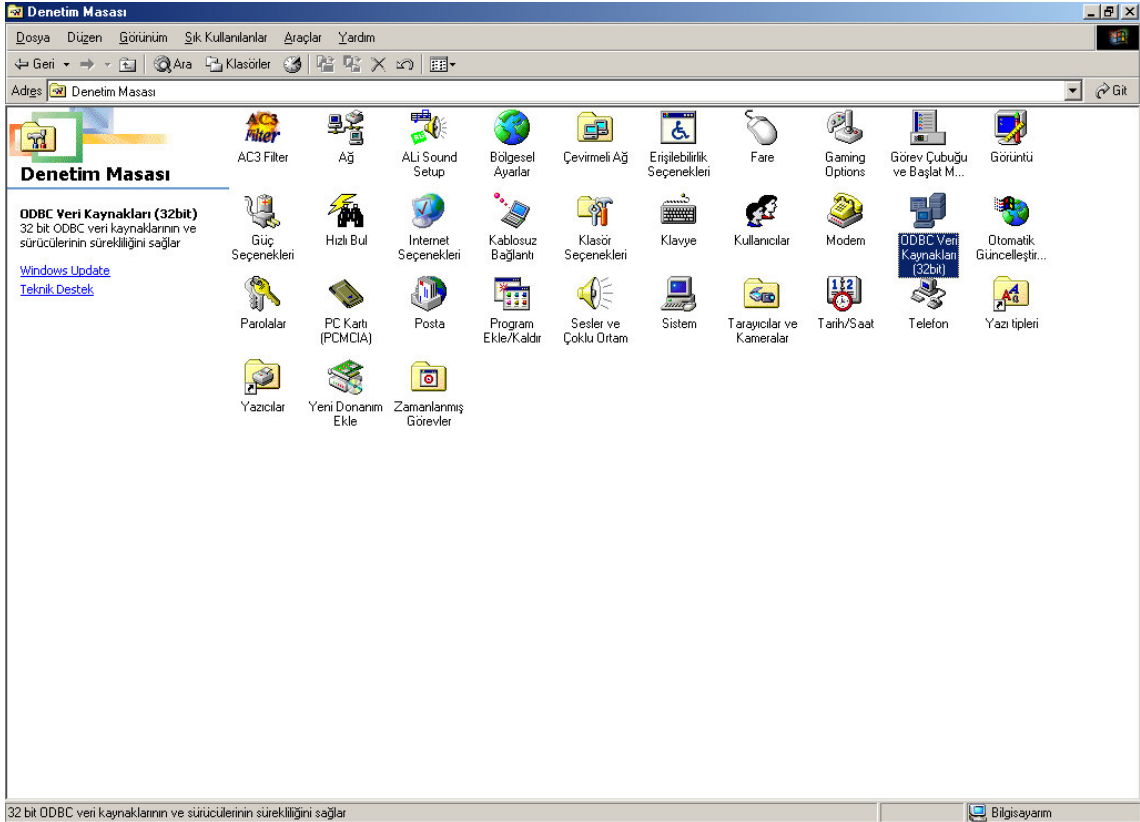 Denetim Masası
Dosya Düzen Görünüm Sık Kullanılanlar Araçlar Yardım
Geri Ara Klasörler
Adres Denetim Masası Git
Denetim Masası
ODBC Veri Kaynakları (32bit)
32 bit ODBC veri kaynaklarının ve
sürücülerinin sürekliliğini sağlar
Windows Update
Teknik Destek
AC3 Filter
AC3 Filter
Ağ
ALi Sound
Setup
Bölgesel
Ayarlar
Çevirmeli Ağ
Erişilebilirlik
Seçenekleri
Fare
Gaming
Options
Görev Çubuğu
ve Başlat M...
Görüntü
Güç
Seçenekleri
Hızlı Bul
Internet
Seçenekleri
Kablosuz
Bağlantı
Klasör
Seçenekleri
Klavye
Kullanıcılar
Modem
ODBC Veri
Kaynakları
(32bit)
Otomatik
Güncelleştir...
Parolalar
PC Kartı
(PCMCIA)
Posta
Program
Ekle/Kaldır
Sesler ve
Çoklu Ortam
Sistem
Tarayıcılar ve
Kameralar
Tarih/Saat
Telefon
Yazı tipleri
Yazıcılar
Yeni Donanım
Ekle
Zamanlanmış
Görevler
32 bit ODBC veri kaynaklarının ve sürücülerinin sürekliliğini sağlar
Bilgisayarım